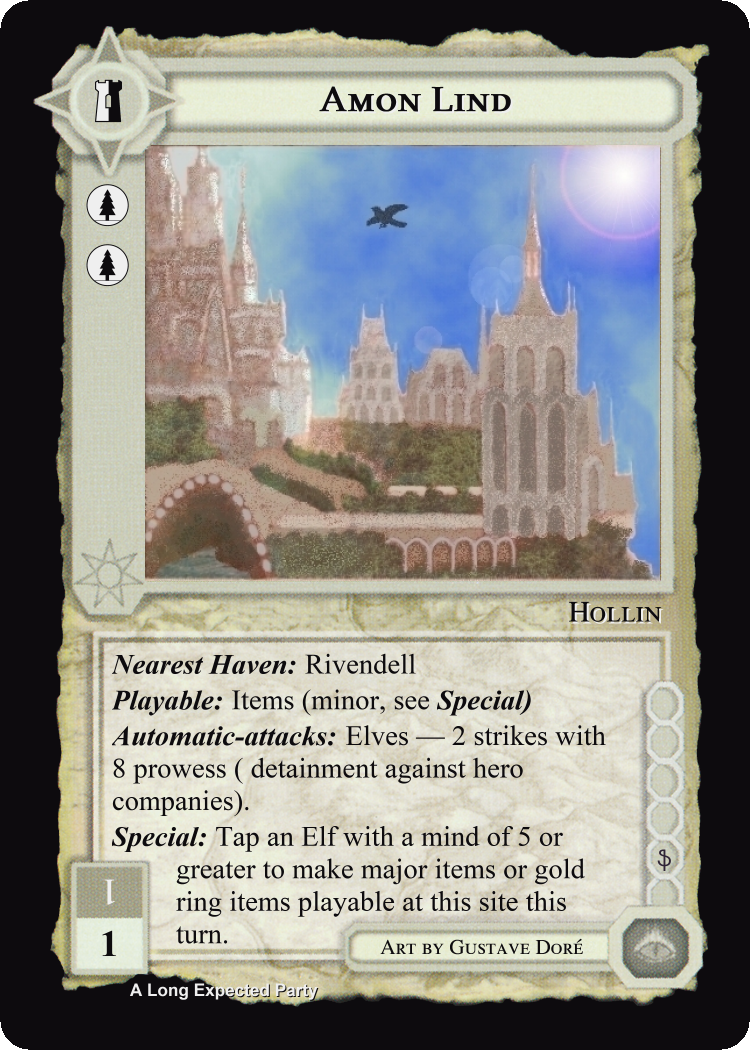 Amon Lind
Hollin
Nearest Haven: Rivendell
Playable: Items (minor, see Special)
Automatic-attacks: Elves — 2 strikes with
8 prowess ( detainment against hero
companies).
Special: Tap an Elf with a mind of 5 or
greater to make major items or gold
ring items playable at this site this
turn.
1
1
Art by Gustave Doré
A Long Expected Party